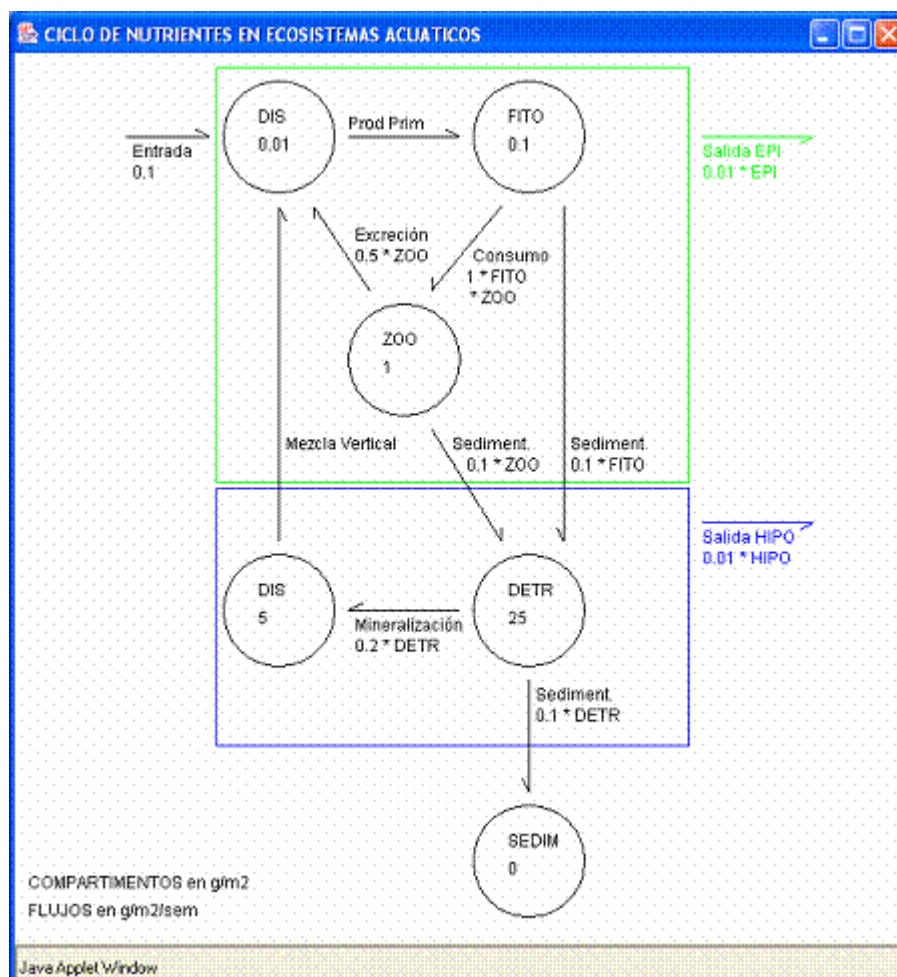 CICLO DE NUTRIENTES EN ECOSISTEMAS ACUATICOS
DIS
0.01
Prod Prim
FITO
0.1
Entrada
0.1
Salida EPI
0.01 * EPI
Excreción
0.5 * ZOO
Consumo
1 * FITO
* ZOO
ZOO
1
Mezcla Vertical
Sediment.
0.1 * ZOO
Sediment.
0.1 * FITO
Salida HIPO
0.01 * HIPO
DIS
5
Mineralización
0.2 * DETR
DETR
25
Sediment.
0.1 * DETR
SEDIM
0
COMPARTIMENTOS en g/m2
FLUJOS en g/m2/sem
Java Applet Window